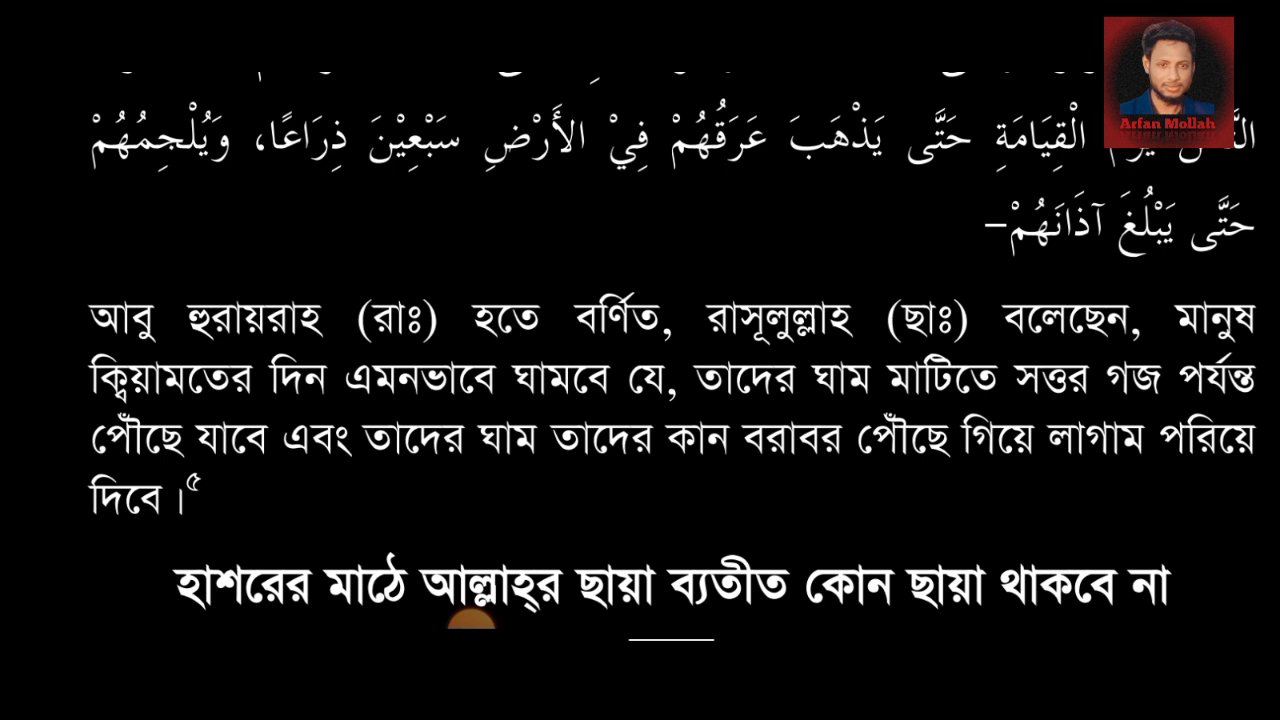 Arfan Mollah
الْقِيَامَةِ حَتَّى يَذْهَبَ عَرَقُهُمْ فِيْ الأَرْضِ سَبْعِيْنَ ذِرَاعًا، وَيُلْجِمُهُمْ
حَتَّى يَبْلُغَ آذَانَهُمْ–
আবু হুরায়রাহ (রাঃ) হতে বর্ণিত, রাসূলুল্লাহ (ছাঃ) বলেছেন, মানুষ
ক্বিয়ামতের দিন এমনভাবে ঘামবে যে, তাদের ঘাম মাটিতে সত্তর গজ পর্যন্ত
পৌঁছে যাবে এবং তাদের ঘাম তাদের কান বরাবর পৌঁছে গিয়ে লাগাম পরিয়ে
দিবে।৫
হাশরের মাঠে আল্লাহ্‌র ছায়া ব্যতীত কোন ছায়া থাকবে না